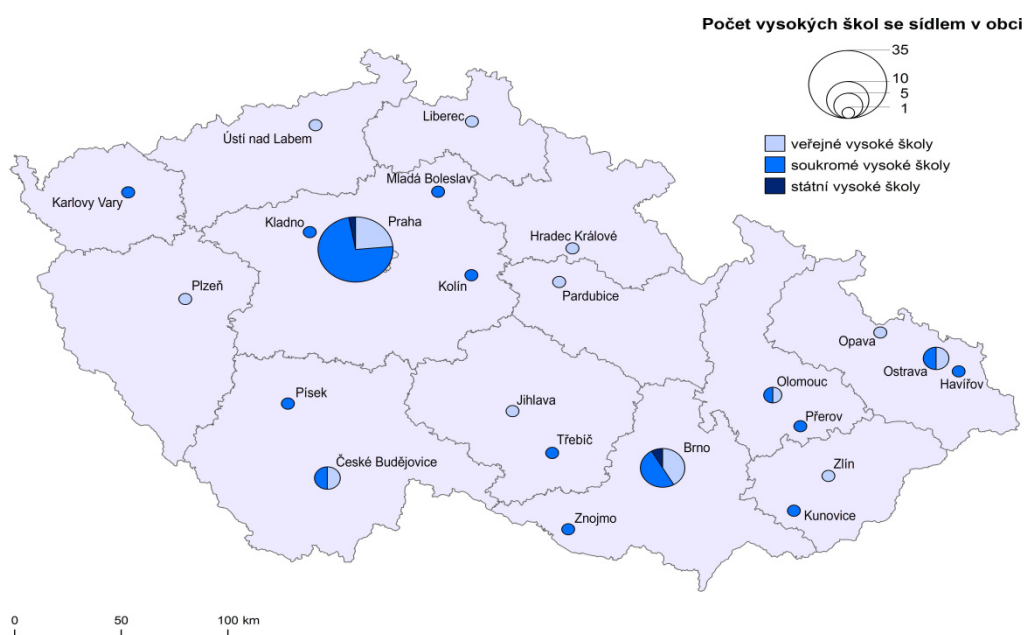 Počet vysokých škol se sídlem v obci
35
10
5
1
veřejné vysoké školy
soukromé vysoké školy
státní vysoké školy
Liberec
Ústí nad Labem
Mladá Boleslav
Karlovy Vary
Kladno
Praha
Hradec Králové
Kolín
Plzeň
Pardubice
Opava
Ostrava
Havířov
Olomouc
Písek
Jihlava
Přerov
Třebíč
Brno
České Budějovice
Zlín
Kunovice
Znojmo
0 50 100 km